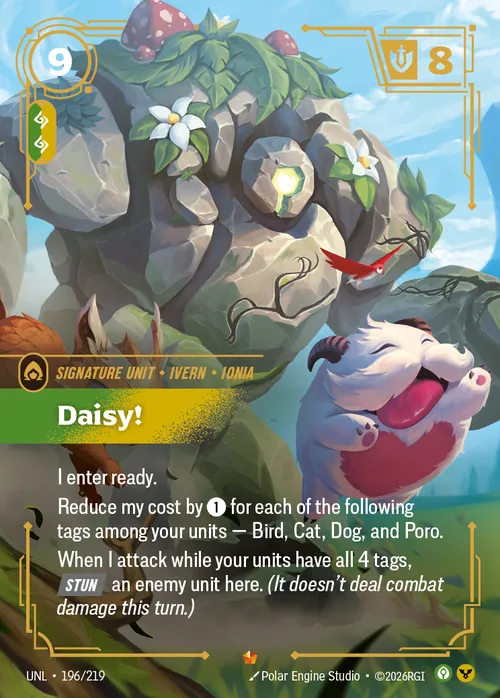 9
8
SIGNATURE UNIT • IVERN • IONIA
Daisy!
I enter ready.
Reduce my cost by 1 for each of the following
tags among your units — Bird, Cat, Dog, and Poro.
When I attack while your units have all 4 tags,
STUN an enemy unit here. (It doesn't deal combat
damage this turn.)
UNL • 196/219
Polar Engine Studio • ©2026RGI